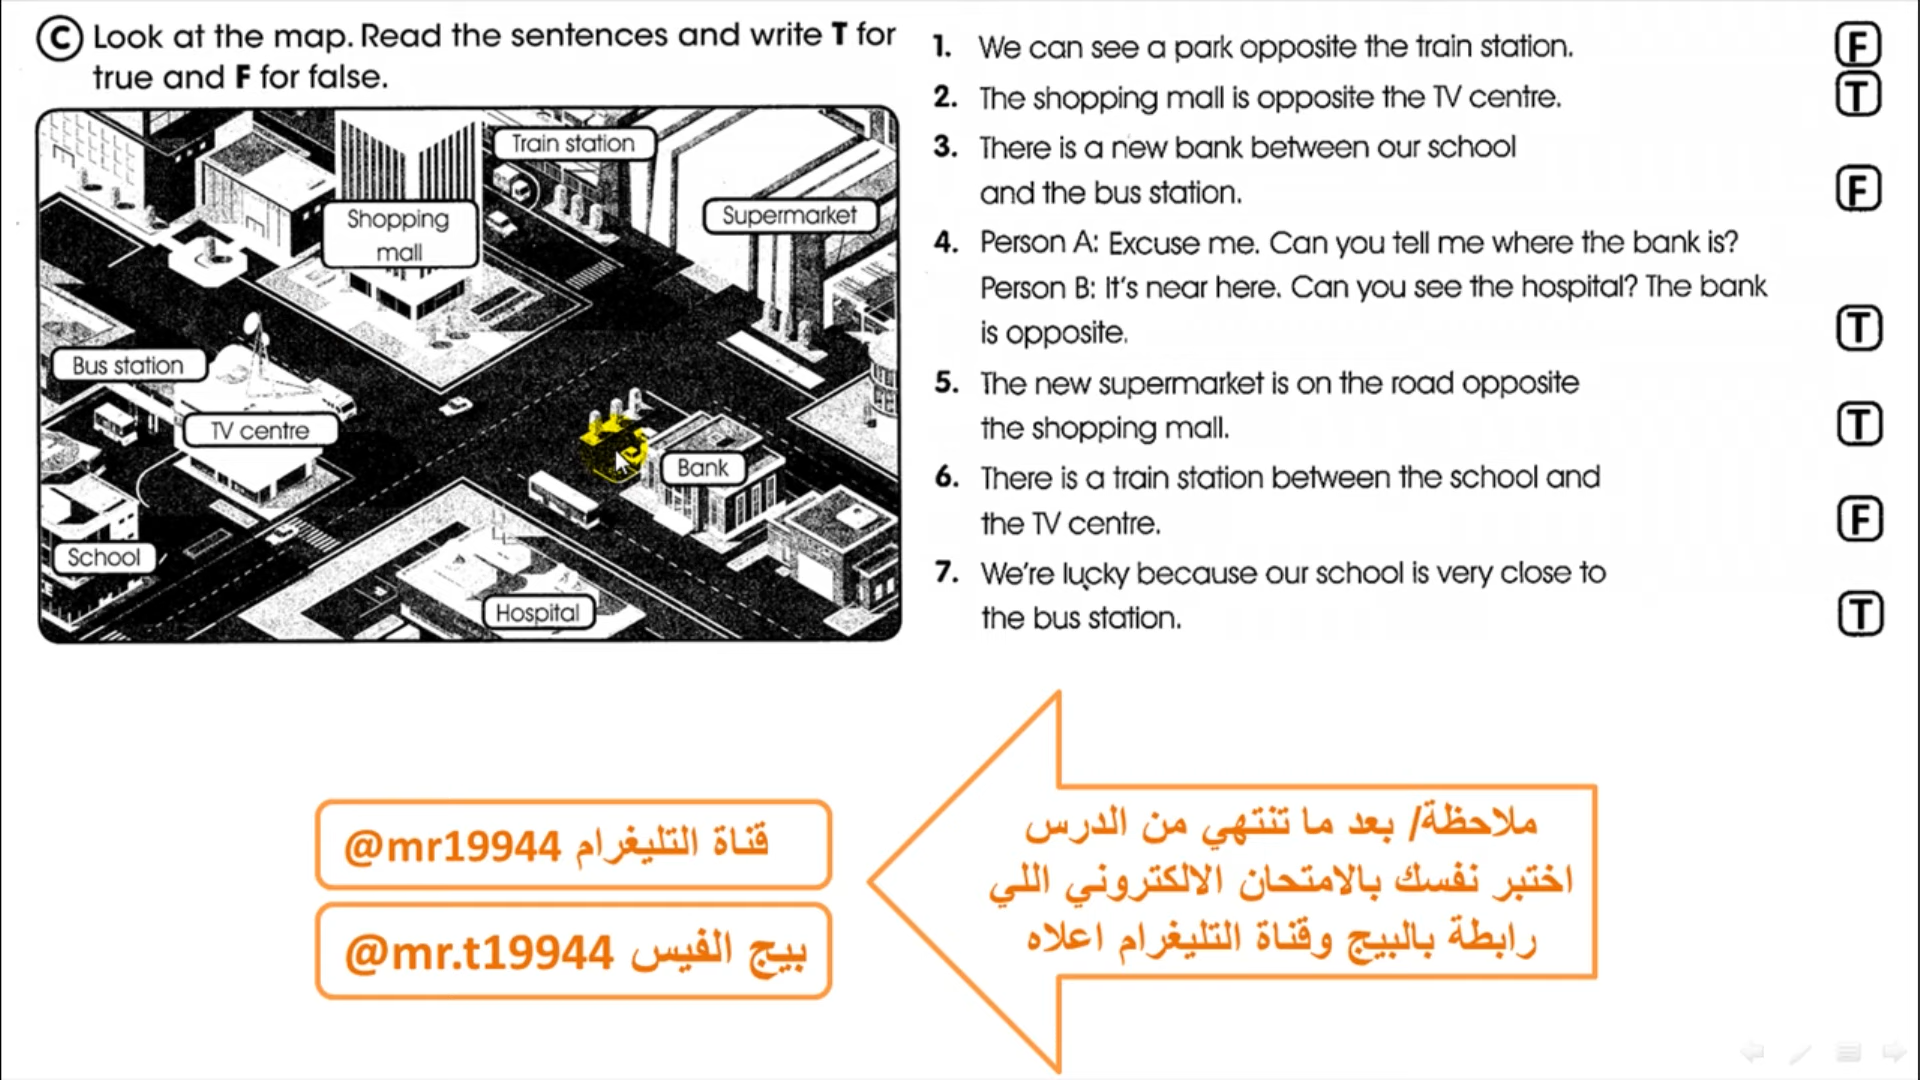 C Look at the map. Read the sentences and write T for
true and F for false.
Train station
Shopping
mall
Supermarket
Bus station
TV centre
Bank
School
Hospital
1. We can see a park opposite the train station. F
2. The shopping mall is opposite the TV centre. T
3. There is a new bank between our school
and the bus station. F
4. Person A: Excuse me. Can you tell me where the bank is?
Person B: It's near here. Can you see the hospital? The bank
is opposite. T
5. The new supermarket is on the road opposite
the shopping mall. T
6. There is a train station between the school and
the TV centre. F
7. We're lucky because our school is very close to
the bus station. T
قناة التليغرام @mr19944
بيج الفيس @mr.t19944
ملاحظة/ بعد ما تنتهي من الدرس
اختبر نفسك بالامتحان الالكتروني اللي
رابطة بالبيج وقناة التليغرام اعلاه